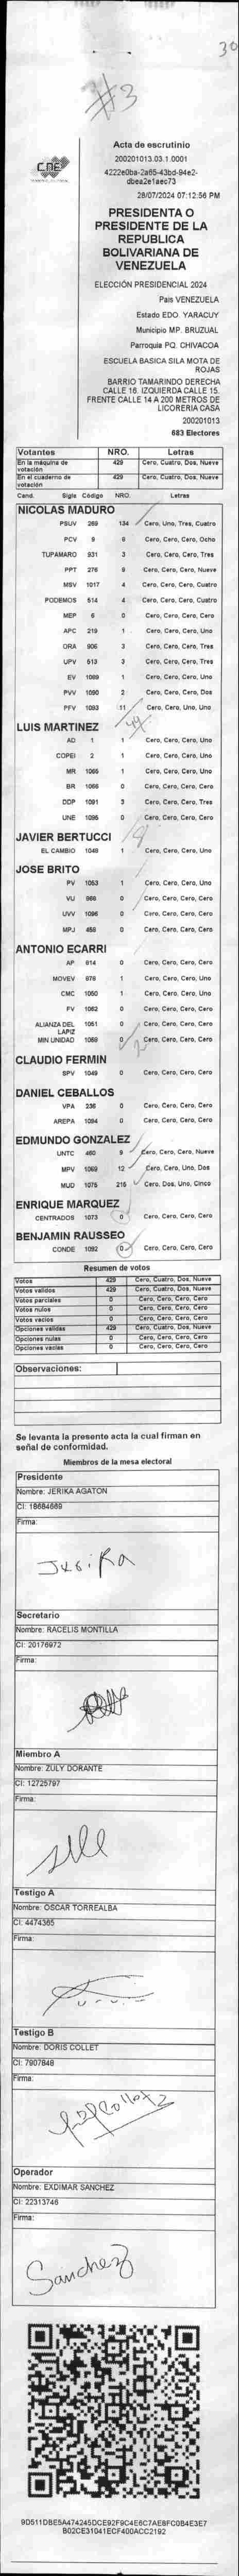 30
#3
CNE
Acta de escrutinio
200201013.03.1.0001
4222e0ba-2a65-43bd-94e2-
dbea2e1aec73
28/07/2024 07:12:56 PM
PRESIDENTA O
PRESIDENTE DE LA
REPUBLICA
BOLIVARIANA DE
VENEZUELA
ELECCIÓN PRESIDENCIAL 2024
País VENEZUELA
Estado EDO. YARACUY
Municipio MP. BRUZUAL
Parroquia PQ. CHIVACOA
ESCUELA BASICA SILA MOTA DE
ROJAS
BARRIO TAMARINDO DERECHA
CALLE 16. IZQUIERDA CALLE 15.
FRENTE CALLE 14 A 200 METROS DE
LICORERIA CASA
200201013
683 Electores
Votantes NRO. Letras
En la máquina de votación 429 Cero, Cuatro, Dos, Nueve
En el cuaderno de votación 429 Cero, Cuatro, Dos, Nueve
Cand. Sigla Código NRO. Letras
NICOLAS MADURO
PSUV 269 134 Cero, Uno, Tres, Cuatro
PCV 9 8 Cero, Cero, Cero, Ocho
TUPAMARO 931 3 Cero, Cero, Cero, Tres
PPT 276 9 Cero, Cero, Cero, Nueve
MSV 1017 4 Cero, Cero, Cero, Cuatro
PODEMOS 514 4 Cero, Cero, Cero, Cuatro
MEP 6 0 Cero, Cero, Cero, Cero
APC 219 1 Cero, Cero, Cero, Uno
ORA 906 3 Cero, Cero, Cero, Tres
UPV 613 3 Cero, Cero, Cero, Tres
EV 1089 1 Cero, Cero, Cero, Uno
PVV 1090 2 Cero, Cero, Cero, Dos
PFV 1093 11 Cero, Cero, Uno, Uno
LUIS MARTINEZ
AD 1 1 Cero, Cero, Cero, Uno
COPEI 2 1 Cero, Cero, Cero, Uno
MR 1065 1 Cero, Cero, Cero, Uno
BR 1066 0 Cero, Cero, Cero, Cero
DDP 1091 3 Cero, Cero, Cero, Tres
UNE 1095 0 Cero, Cero, Cero, Cero
JAVIER BERTUCCI
EL CAMBIO 1048 1 Cero, Cero, Cero, Uno
JOSE BRITO
PV 1053 1 Cero, Cero, Cero, Uno
VU 968 0 Cero, Cero, Cero, Cero
UVV 1096 0 Cero, Cero, Cero, Cero
MPJ 458 0 Cero, Cero, Cero, Cero
ANTONIO ECARRI
AP 914 0 Cero, Cero, Cero, Cero
MOVEV 978 1 Cero, Cero, Cero, Uno
CMC 1050 1 Cero, Cero, Cero, Uno
FV 1062 0 Cero, Cero, Cero, Cero
ALIANZA DEL LAPIZ 1061 0 Cero, Cero, Cero, Cero
MIN UNIDAD 1068 0 Cero, Cero, Cero, Cero
CLAUDIO FERMIN
SPV 1049 0 Cero, Cero, Cero, Cero
DANIEL CEBALLOS
VPA 236 0 Cero, Cero, Cero, Cero
AREPA 1094 0 Cero, Cero, Cero, Cero
EDMUNDO GONZALEZ
UNTC 460 9 Cero, Cero, Cero, Nueve
MPV 1069 12 Cero, Cero, Uno, Dos
MUD 1075 215 Cero, Dos, Uno, Cinco
ENRIQUE MARQUEZ
CENTRADOS 1073 0 Cero, Cero, Cero, Cero
BENJAMIN RAUSSEO
CONDE 1092 0 Cero, Cero, Cero, Cero
Resumen de votos
Votos 429 Cero, Cuatro, Dos, Nueve
Votos validos 429 Cero, Cuatro, Dos, Nueve
Votos parciales 0 Cero, Cero, Cero, Cero
Votos nulos 0 Cero, Cero, Cero, Cero
Votos vacios 0 Cero, Cero, Cero, Cero
Opciones validas 429 Cero, Cuatro, Dos, Nueve
Opciones nulas 0 Cero, Cero, Cero, Cero
Opciones vacias 0 Cero, Cero, Cero, Cero
Observaciones:
Se levanta la presente acta la cual firman en
señal de conformidad.
Miembros de la mesa electoral
Presidente
Nombre: JERIKA AGATON
CI: 18684669
Firma:
Secretario
Nombre: RACELIS MONTILLA
CI: 20176972
Firma:
Miembro A
Nombre: ZULY DORANTE
CI: 12725797
Firma:
Testigo A
Nombre: OSCAR TORREALBA
CI: 4474365
Firma:
Testigo B
Nombre: DORIS COLLET
CI: 7907848
Firma:
Operador
Nombre: EXDIMAR SANCHEZ
CI: 22313746
Firma:
Sanchez
9D511DBE5A474245DCE92F9C4E6C7AE8FC0B4E3E7
B02CE31041ECF400ACC2192